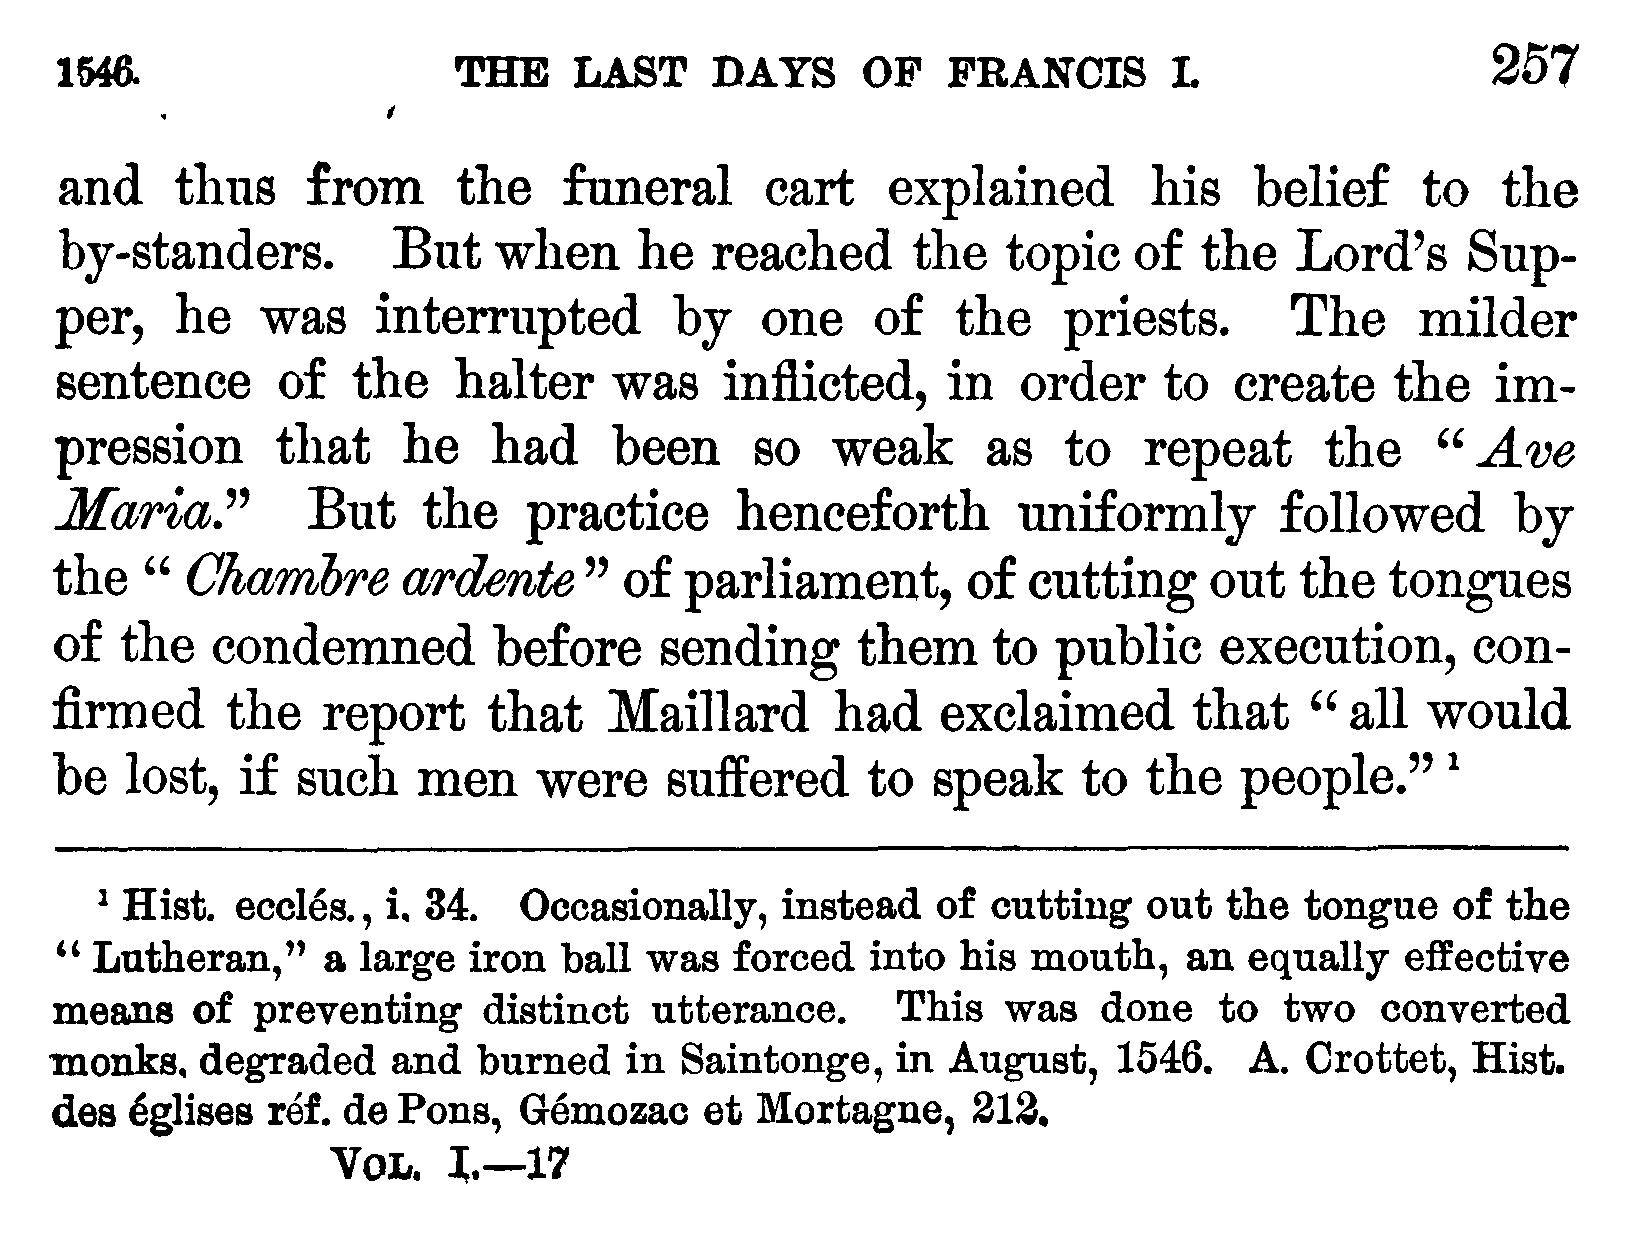 1546. THE LAST DAYS OF FRANCIS I. 257
and thus from the funeral cart explained his belief to the
by-standers. But when he reached the topic of the Lord's Sup-
per, he was interrupted by one of the priests. The milder
sentence of the halter was inflicted, in order to create the im-
pression that he had been so weak as to repeat the “Ave
Maria.” But the practice henceforth uniformly followed by
the “Chambre ardente” of parliament, of cutting out the tongues
of the condemned before sending them to public execution, con-
firmed the report that Maillard had exclaimed that “all would
be lost, if such men were suffered to speak to the people.” ¹
¹ Hist. ecclés., i. 34. Occasionally, instead of cutting out the tongue of the
“Lutheran,” a large iron ball was forced into his mouth, an equally effective
means of preventing distinct utterance. This was done to two converted
monks, degraded and burned in Saintonge, in August, 1546. A. Crottet, Hist.
des églises réf. de Pons, Gémozac et Mortagne, 212.
VOL. I.—17